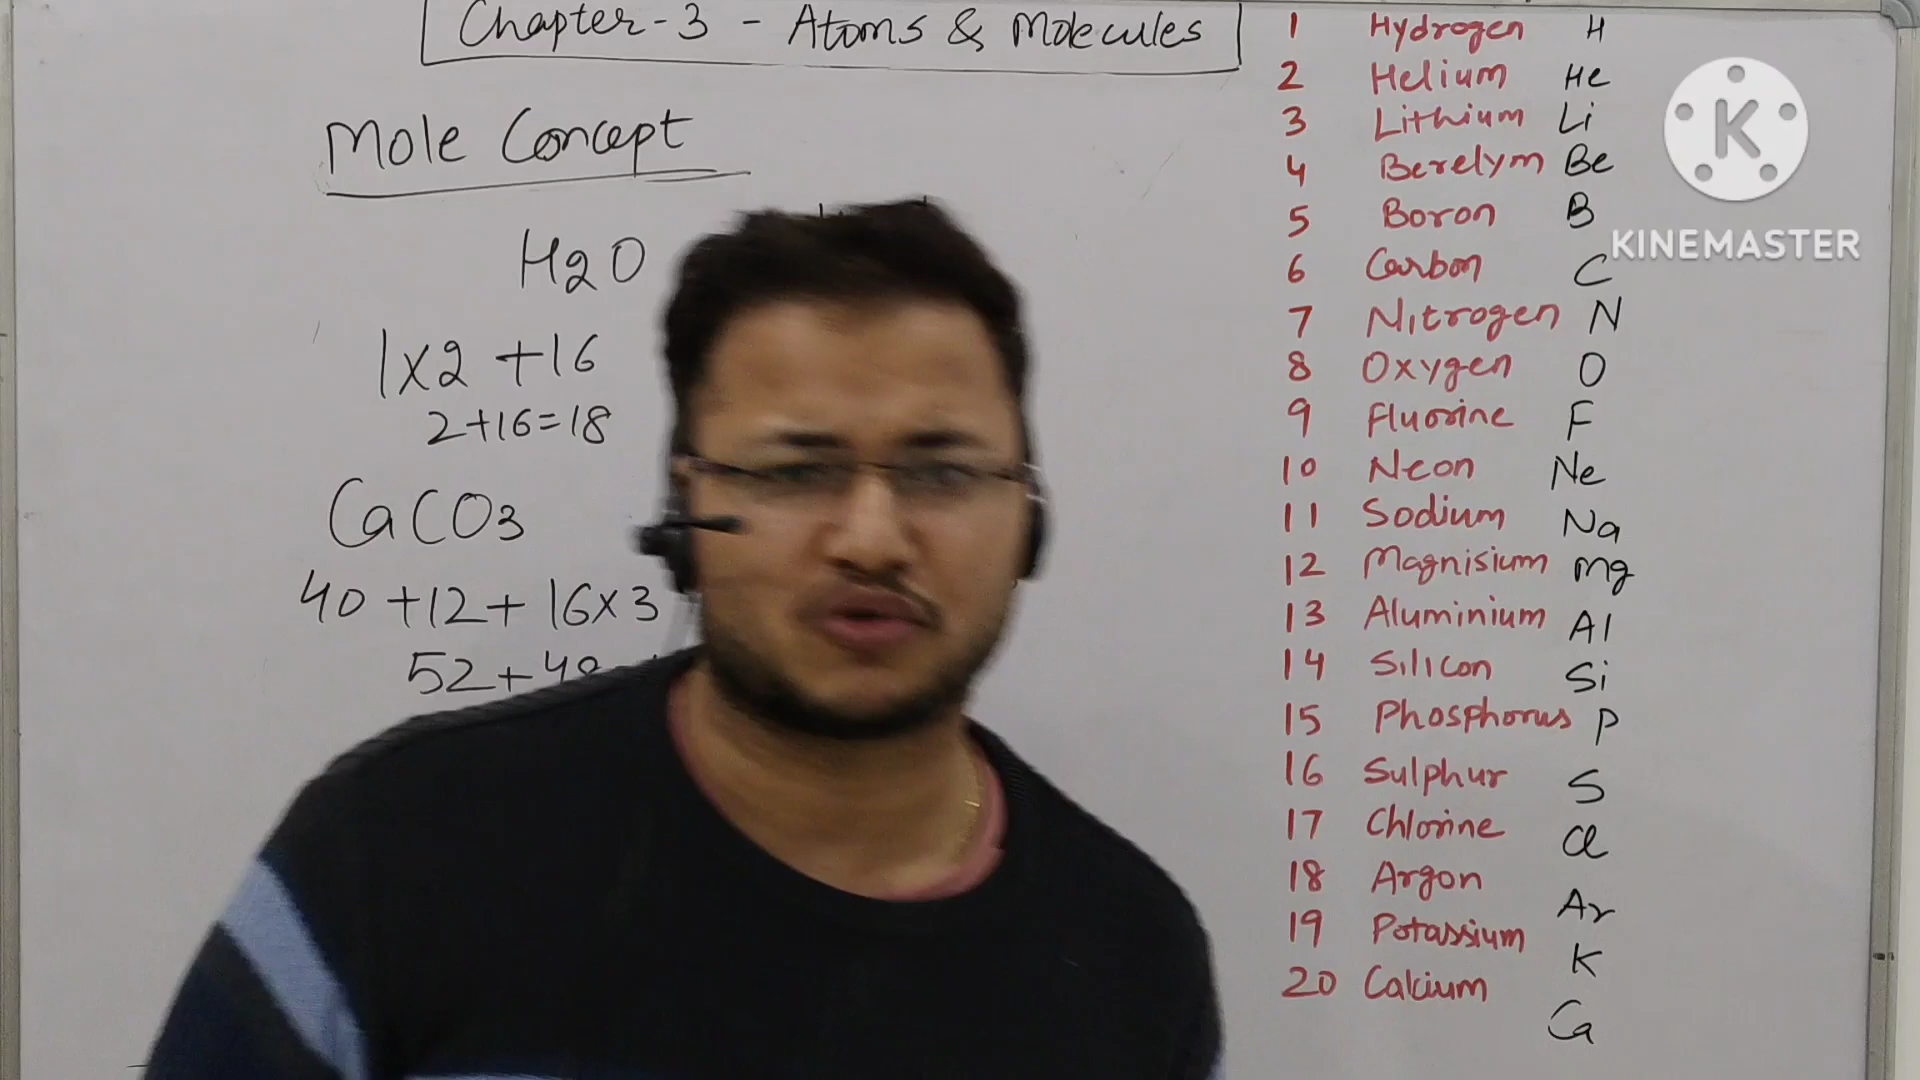 Chapter-3 - Atoms & Molecules
Mole Concept
H2O
1x2 +16
2+16=18
CaCO3
40 +12+ 16x3
52+48
1 Hydrogen H
2 Helium He
3 Lithium Li
4 Berelym Be
5 Boron B
6 Carbon C
7 Nitrogen N
8 Oxygen O
9 Fluorine F
10 Neon Ne
11 Sodium Na
12 Magnisium Mg
13 Aluminium Al
14 Silicon Si
15 Phosphorus P
16 Sulphur S
17 Chlorine Cl
18 Argon Ar
19 Potassium K
20 Calcium Ca
K
KINEMASTER